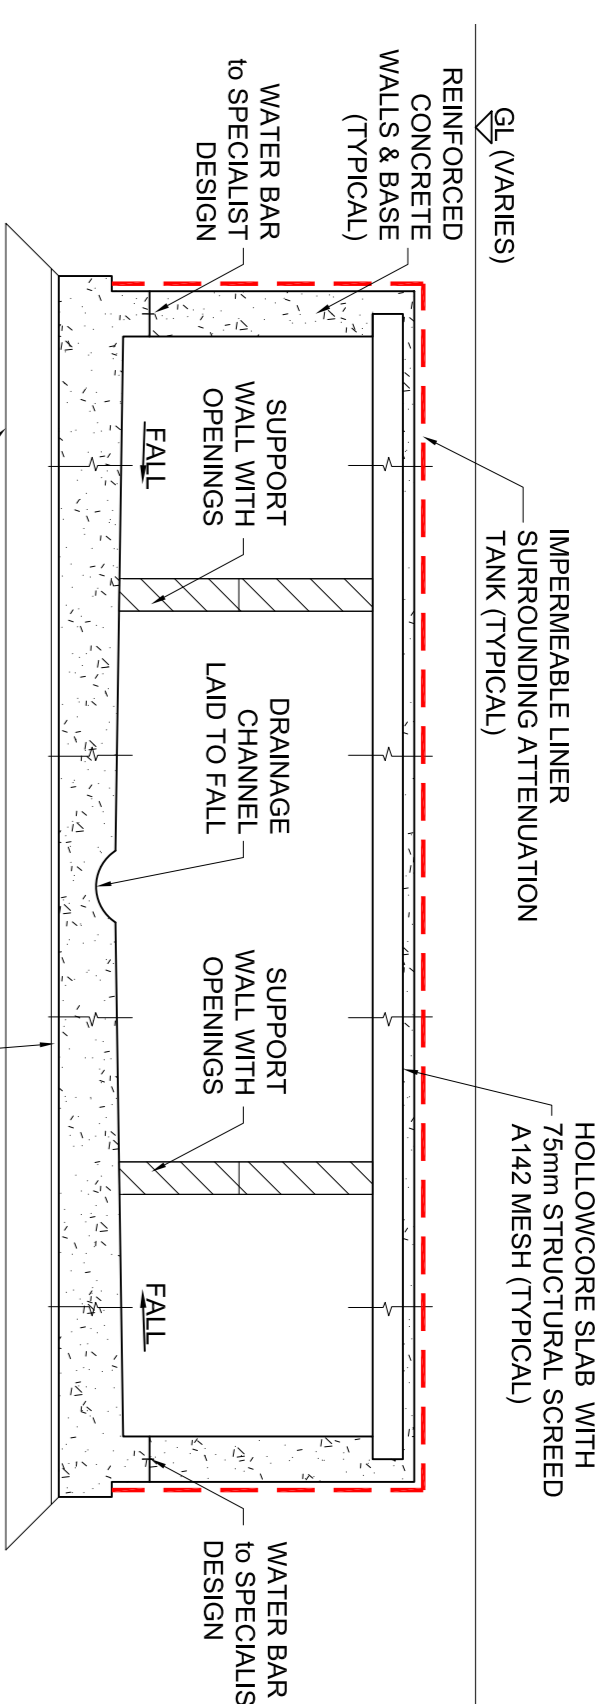 GL (VARIES)
REINFORCED
CONCRETE
WALLS & BASE
(TYPICAL)
WATER BAR
to SPECIALIST
DESIGN
IMPERMEABLE LINER
SURROUNDING ATTENUATION
TANK (TYPICAL)
HOLLOWCORE SLAB WITH
75mm STRUCTURAL SCREED
A142 MESH (TYPICAL)
SUPPORT
WALL WITH
OPENINGS
FALL
DRAINAGE
CHANNEL
LAID TO FALL
SUPPORT
WALL WITH
OPENINGS
FALL
WATER BAR
to SPECIALIS
DESIGN